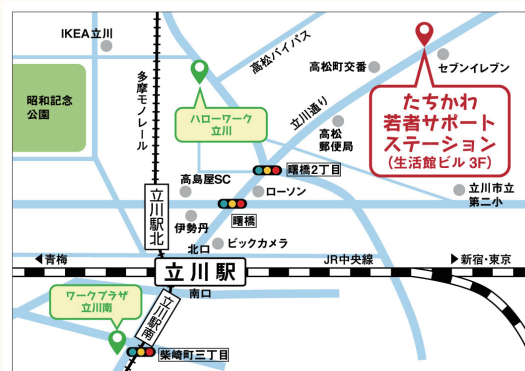 IKEA立川
多摩モノレール
高松バイパス
高松町交番
セブンイレブン
昭和記念
公園
ハローワーク
立川
立川通り
たちかわ
若者サポート
ステーション
(生活館ビル 3F)
高松
郵便局
曙橋2丁目
高島屋SC
ローソン
立川市立
第二小
立川駅北
伊勢丹
曙橋
北口
ビックカメラ
青梅
立川駅
JR中央線
新宿・東京
南口
ワークプラザ
立川南
立川駅南
柴崎町三丁目